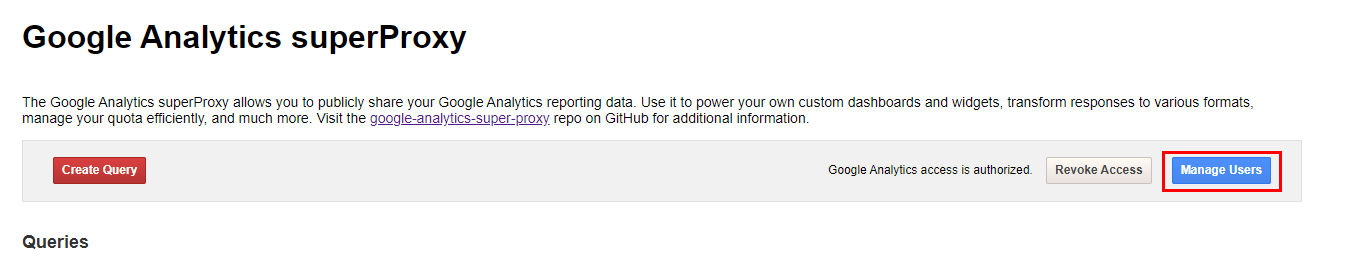 Google Analytics superProxy
The Google Analytics superProxy allows you to publicly share your Google Analytics reporting data. Use it to power your own custom dashboards and widgets, transform responses to various formats,
manage your quota efficiently, and much more. Visit the google-analytics-super-proxy repo on GitHub for additional information.
Create Query Google Analytics access is authorized. Revoke Access Manage Users
Queries